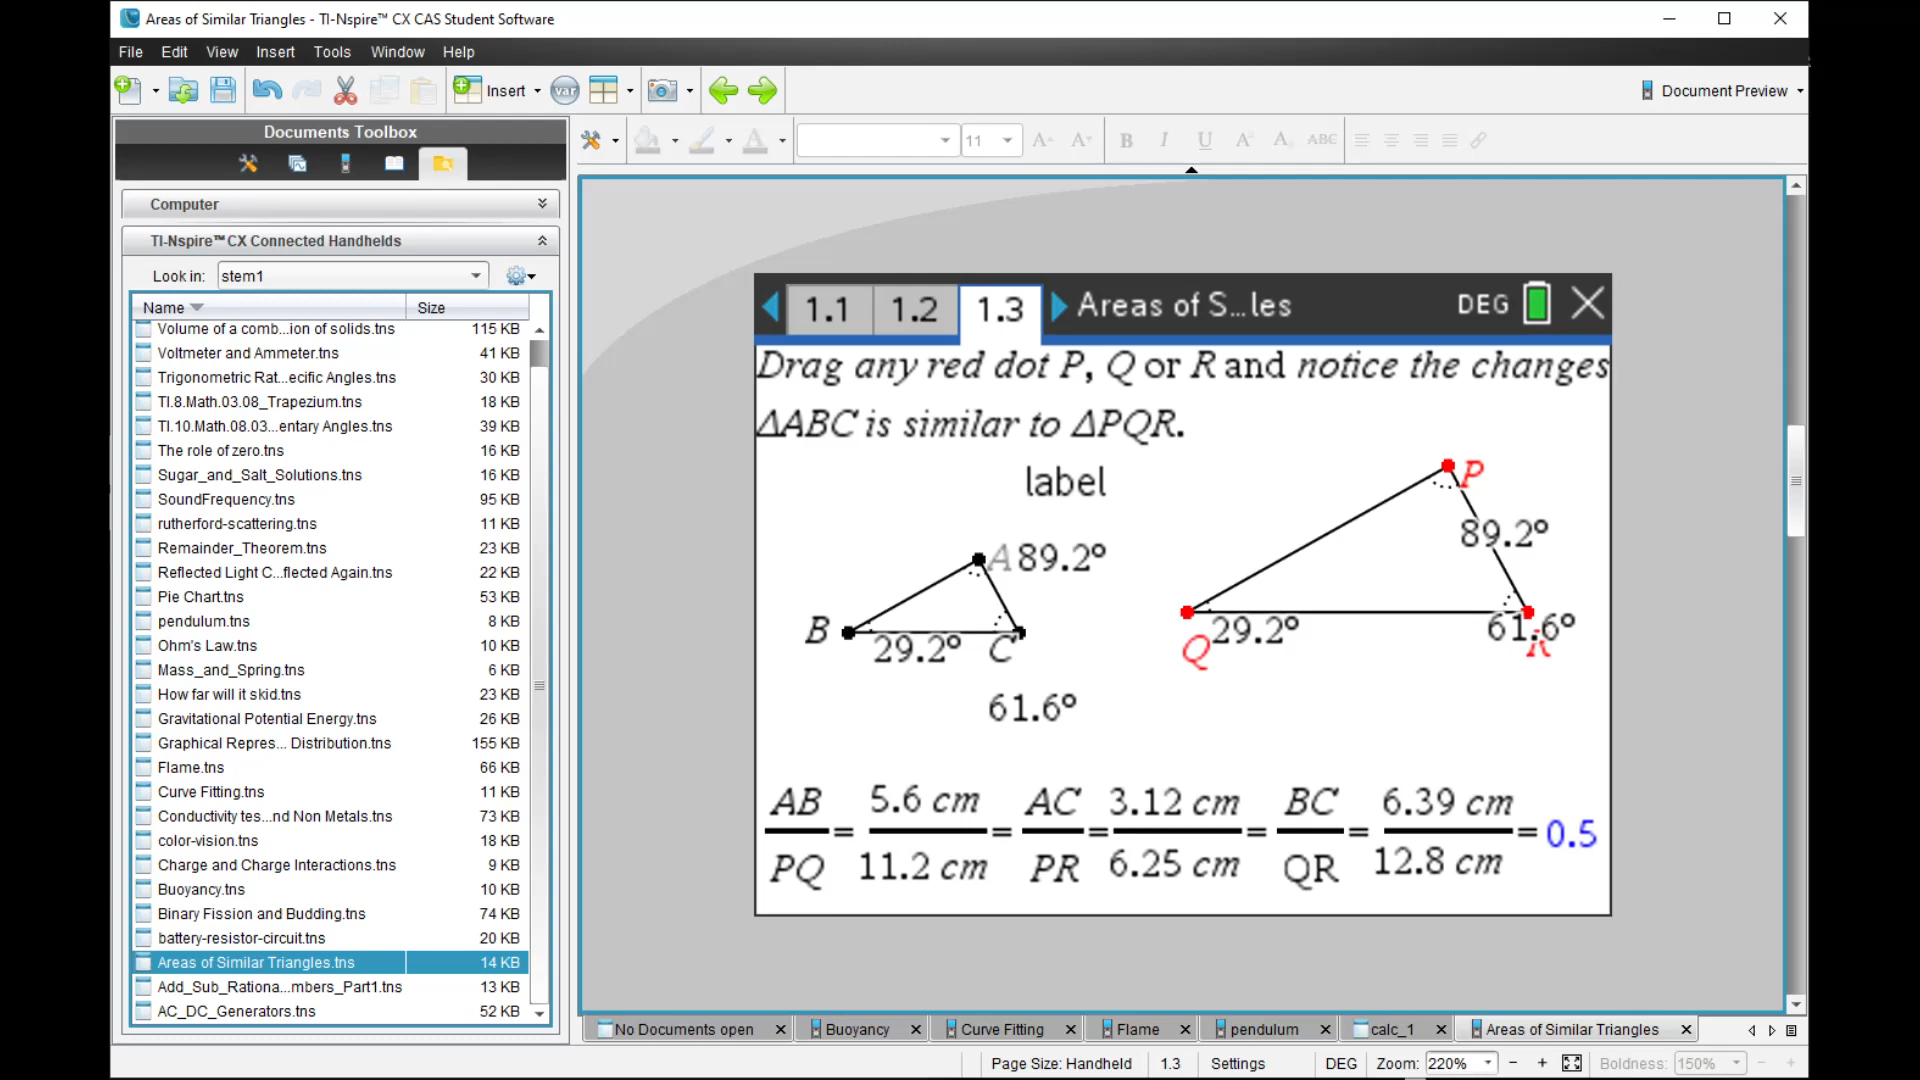 Areas of Similar Triangles - TI-Nspire™ CX CAS Student Software
File Edit View Insert Tools Window Help
Insert var Document Preview
Documents Toolbox
11 A A B I U A A ABC
Computer
TI-Nspire™ CX Connected Handhelds
Look in: stem1
Name Size
Volume of a comb...ion of solids.tns 115 KB
Voltmeter and Ammeter.tns 41 KB
Trigonometric Rat...ecific Angles.tns 30 KB
TI.8.Math.03.08_Trapezium.tns 18 KB
TI.10.Math.08.03...entary Angles.tns 39 KB
The role of zero.tns 16 KB
Sugar_and_Salt_Solutions.tns 16 KB
SoundFrequency.tns 95 KB
rutherford-scattering.tns 11 KB
Remainder_Theorem.tns 23 KB
Reflected Light C...flected Again.tns 22 KB
Pie Chart.tns 53 KB
pendulum.tns 8 KB
Ohm's Law.tns 10 KB
Mass_and_Spring.tns 6 KB
How far will it skid.tns 23 KB
Gravitational Potential Energy.tns 26 KB
Graphical Repres... Distribution.tns 155 KB
Flame.tns 66 KB
Curve Fitting.tns 11 KB
Conductivity tes...nd Non Metals.tns 73 KB
color-vision.tns 18 KB
Charge and Charge Interactions.tns 9 KB
Buoyancy.tns 10 KB
Binary Fission and Budding.tns 74 KB
battery-resistor-circuit.tns 20 KB
Areas of Similar Triangles.tns 14 KB
Add_Sub_Rationa...mbers_Part1.tns 13 KB
AC_DC_Generators.tns 52 KB
1.1 1.2 1.3 Areas of S...les DEG
Drag any red dot P, Q or R and notice the changes
ΔABC is similar to ΔPQR.
label
P
89.2º
A 89.2º
B 29.2º C
61.6º
Q 29.2º
61.6º R
AB/PQ = 5.6 cm/11.2 cm = AC/PR = 3.12 cm/6.25 cm = BC/QR = 6.39 cm/12.8 cm = 0.5
No Documents open Buoyancy Curve Fitting Flame pendulum calc_1 Areas of Similar Triangles
Page Size: Handheld 1.3 Settings DEG Zoom: 220% - + Boldness: 150% - +